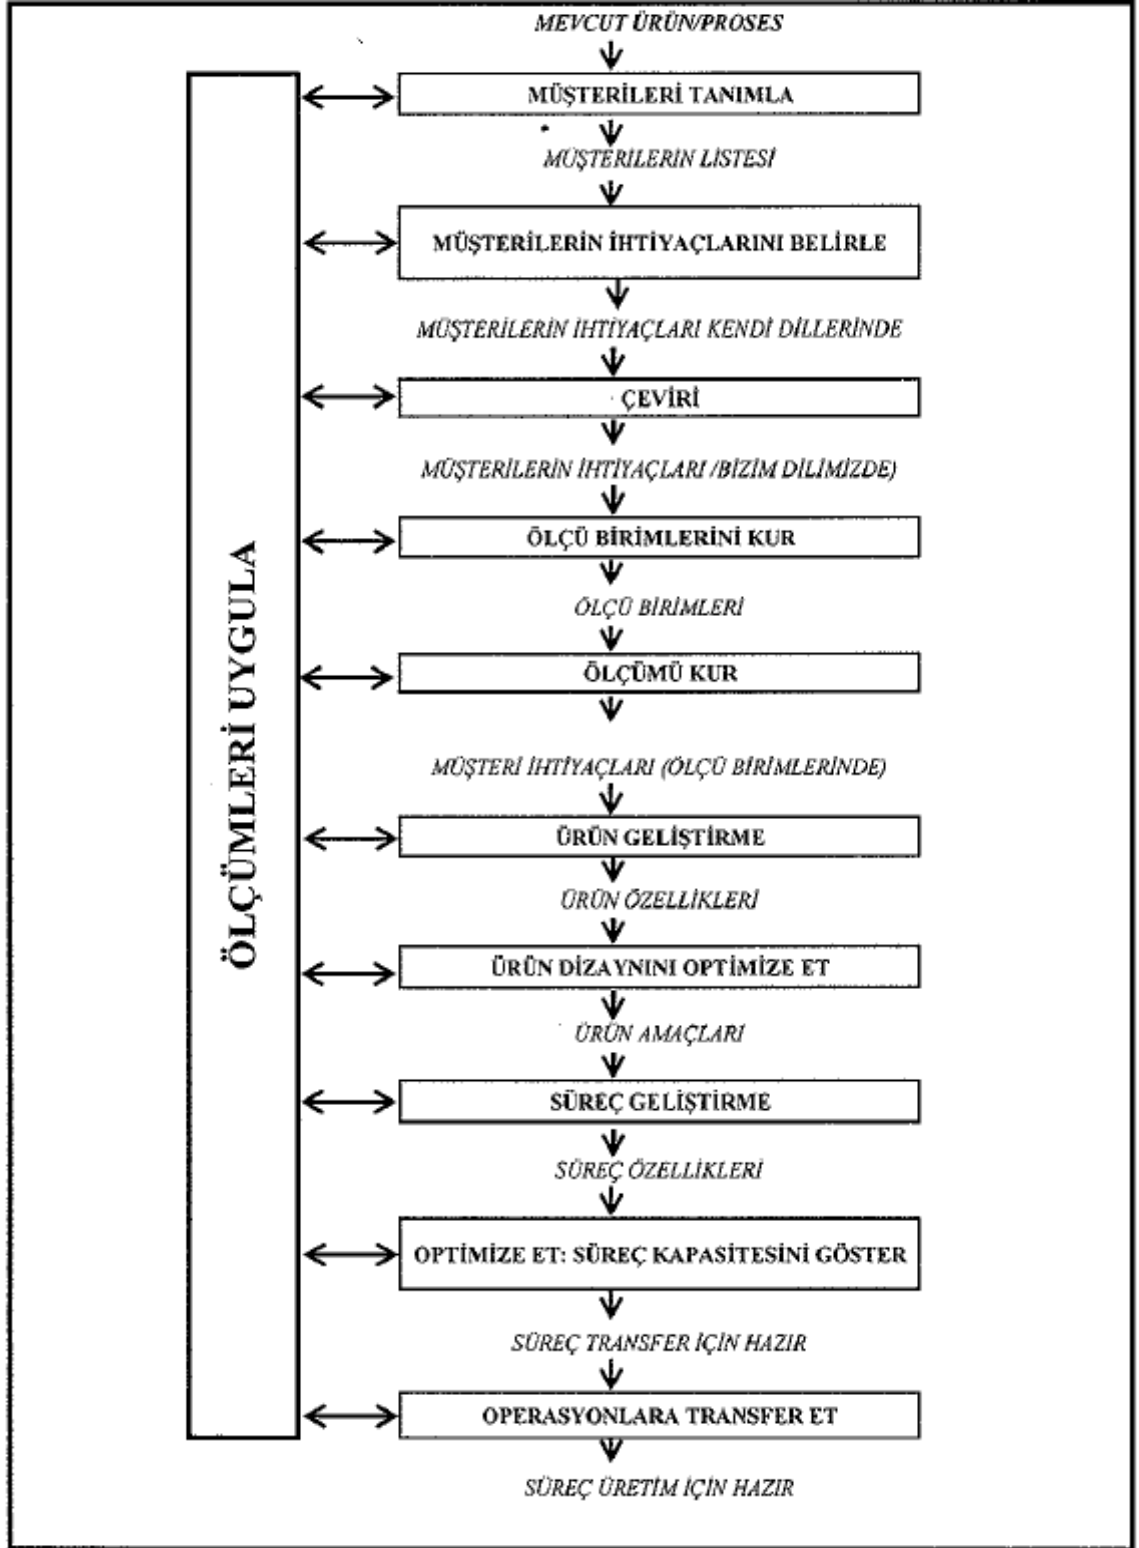 MEVCUT ÜRÜN/PROSES
MÜŞTERİLERİ TANIMLA
MÜŞTERİLERİN LİSTESİ
MÜŞTERİLERİN İHTİYAÇLARINI BELİRLE
MÜŞTERİLERİN İHTİYAÇLARI KENDİ DİLLERİNDE
ÇEVİRİ
MÜŞTERİLERİN İHTİYAÇLARI /BİZİM DİLİMİZDE)
ÖLÇÜ BİRİMLERİNİ KUR
ÖLÇÜ BİRİMLERİ
ÖLÇÜMÜ KUR
MÜŞTERİ İHTİYAÇLARI (ÖLÇÜ BİRİMLERİNDE)
ÜRÜN GELİŞTİRME
ÜRÜN ÖZELLİKLERİ
ÜRÜN DİZAYNINI OPTİMİZE ET
ÜRÜN AMAÇLARI
SÜREÇ GELİŞTİRME
SÜREÇ ÖZELLİKLERİ
OPTİMİZE ET: SÜREÇ KAPASİTESİNİ GÖSTER
SÜREÇ TRANSFER İÇİN HAZIR
OPERASYONLARA TRANSFER ET
SÜREÇ ÜRETİM İÇİN HAZIR
ÖLÇÜMLERİ UYGULA